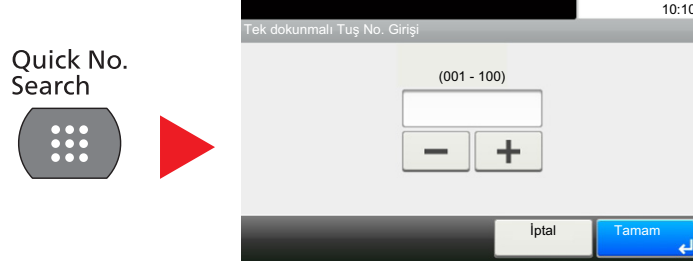 Quick No.
Search
10:10
Tek dokunmalı Tuş No. Girişi
(001 - 100)
İptal
Tamam